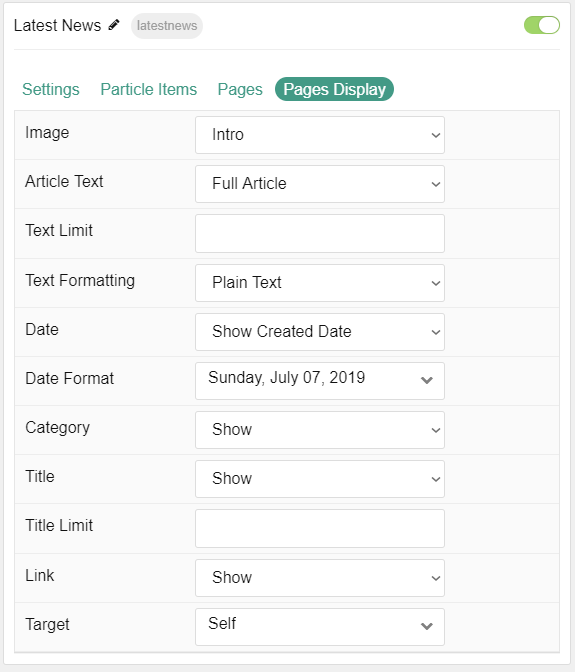 Latest News latestnews
Settings Particle Items Pages Pages Display
Image Intro
Article Text Full Article
Text Limit
Text Formatting Plain Text
Date Show Created Date
Date Format Sunday, July 07, 2019
Category Show
Title Show
Title Limit
Link Show
Target Self